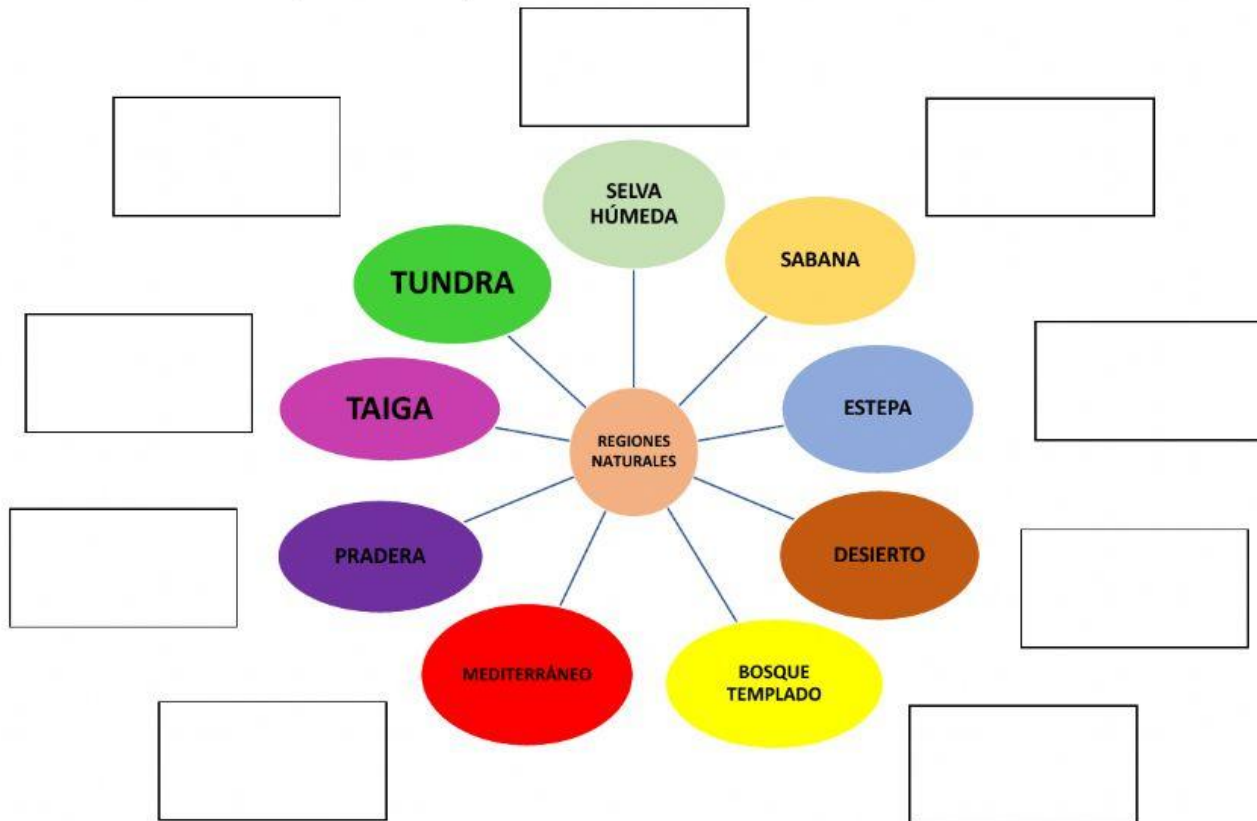 SELVA
HÚMEDA
SABANA
TUNDRA
ESTEPA
TAIGA
REGIONES
NATURALES
PRADERA
DESIERTO
MEDITERRÁNEO
BOSQUE
TEMPLADO